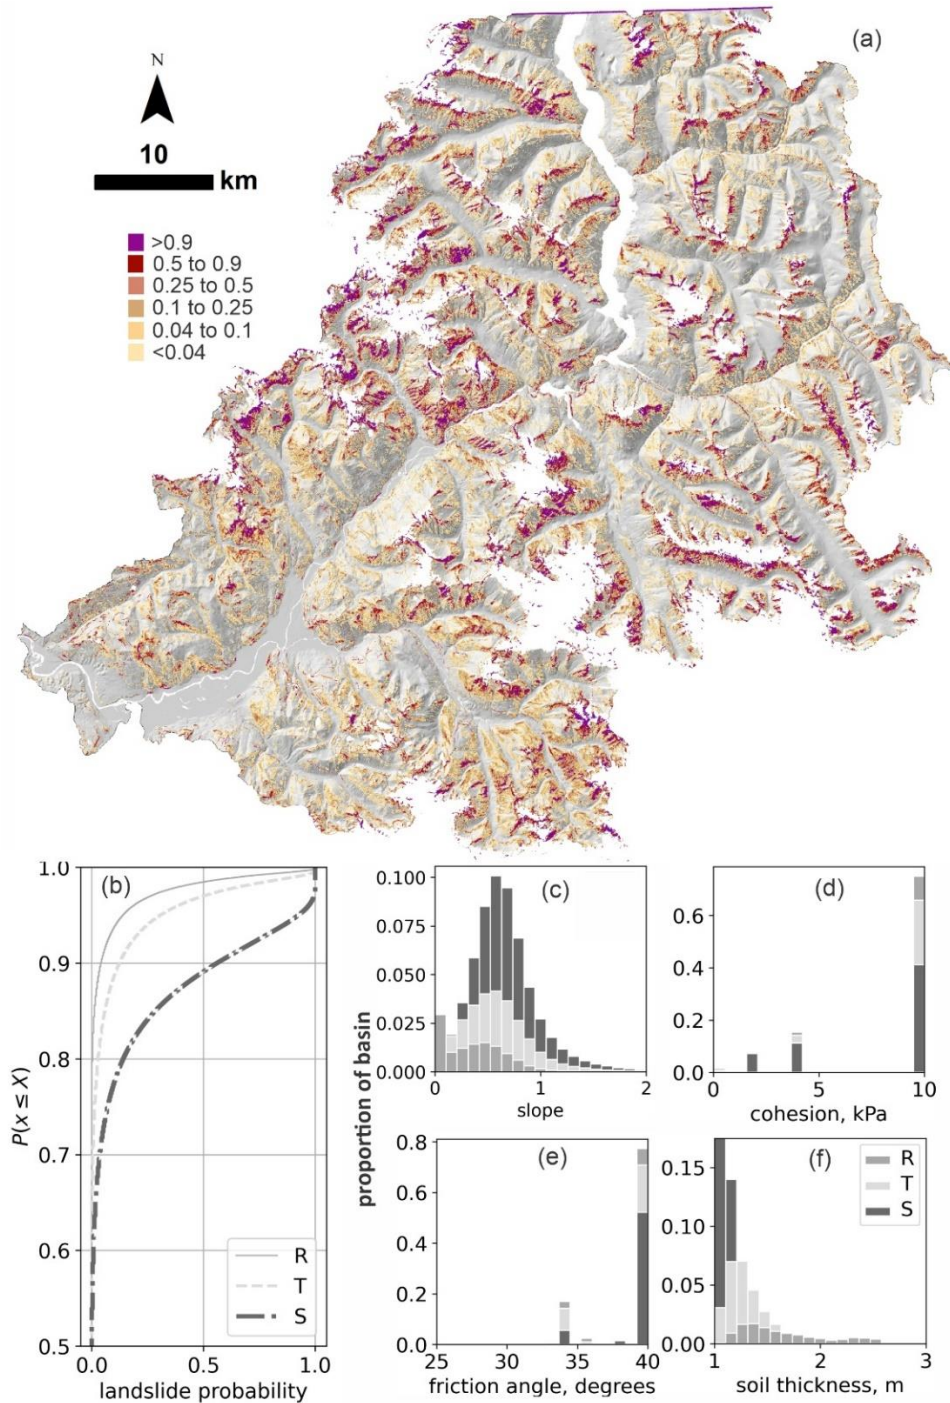 (a)
N
10
km
>0.9
0.5 to 0.9
0.25 to 0.5
0.1 to 0.25
0.04 to 0.1
<0.04
(b)
1.0
0.9
0.8
0.7
0.6
0.5
P(x ≤ X)
R
T
S
0.0 0.5 1.0
landslide probability
proportion of basin
(c)
0.100
0.075
0.050
0.025
0.000
0 1 2
slope
(d)
0.6
0.4
0.2
0.0
0 5 10
cohesion, kPa
(e)
0.8
0.6
0.4
0.2
0.0
25 30 35 40
friction angle, degrees
(f)
R
T
S
0.15
0.10
0.05
0.00
1 2 3
soil thickness, m